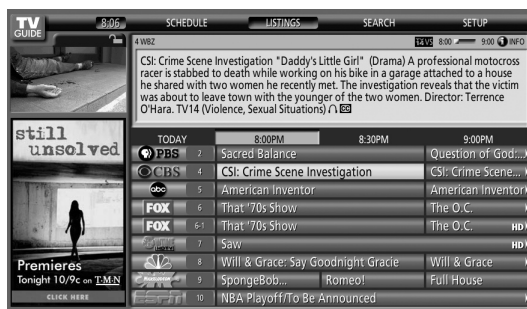 TV GUIDE 8:06 SCHEDULE LISTINGS SEARCH SETUP
4 WBZ 14 VS 8:00 9:00 INFO
CSI: Crime Scene Investigation "Daddy's Little Girl" (Drama) A professional motocross
racer is stabbed to death while working on his bike in a garage attached to a house
he shared with two women he recently met. The investigation reveals that the victim
was about to leave town with the younger of the two women. Director: Terrence
O'Hara. TV14 (Violence, Sexual Situations)
still
unsolved
Premieres
Tonight 10/9c on T-M-N
CLICK HERE
TODAY 8:00PM 8:30PM 9:00PM
PBS 2 Sacred Balance Question of God:...
CBS 4 CSI: Crime Scene Investigation CSI: Crime Scene...
abc 5 American Inventor American Inventor
FOX 6 That '70s Show The O.C.
FOX 6-1 That '70s Show The O.C. HD
7 Saw HD
8 Will & Grace: Say Goodnight Gracie Will & Grace
9 SpongeBob... Romeo! Full House
ESPN 10 NBA Playoff/To Be Announced